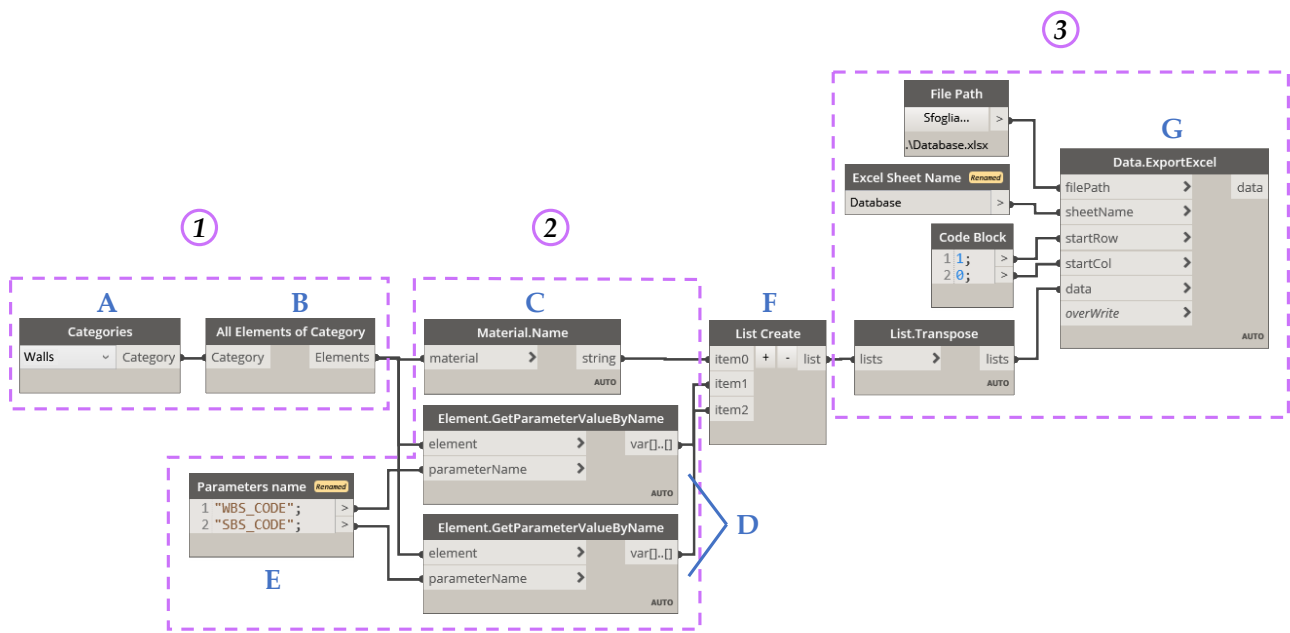 1
A
B
Categories
Walls
Category
All Elements of Category
Category
Elements
2
C
Material.Name
material
string
AUTO
Element.GetParameterValueByName
element
var[]..[]
parameterName
AUTO
Element.GetParameterValueByName
element
var[]..[]
parameterName
AUTO
D
Parameters name Renamed
1 "WBS_CODE"; >
2 "SBS_CODE"; >
E
F
List Create
item0 + - list
item1
item2
3
File Path
Sfoglia... >
.\Database.xlsx
Excel Sheet Name Renamed
Database >
Code Block
1 1; >
2 0; >
List.Transpose
lists
lists
AUTO
G
Data.ExportExcel
filePath
data
sheetName
startRow
startCol
data
overWrite
AUTO